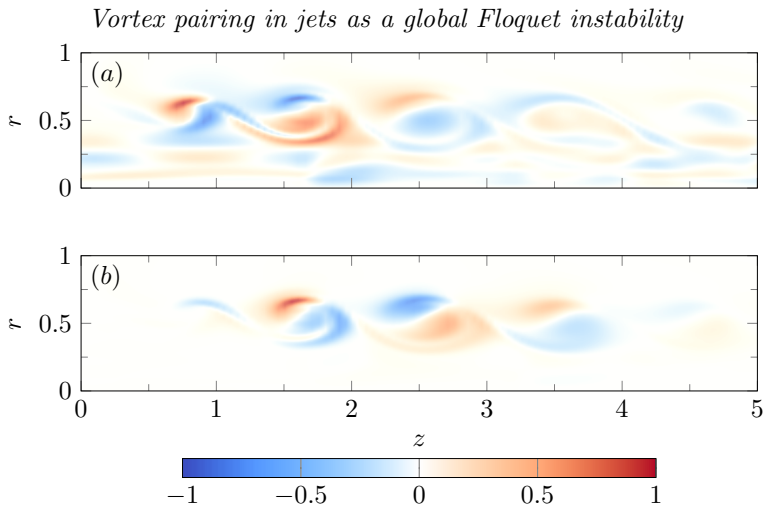 Vortex pairing in jets as a global Floquet instability
1
(a)
r
0.5
0
1
(b)
r
0.5
0
0 1 2 3 4 5
z
−1 −0.5 0 0.5 1